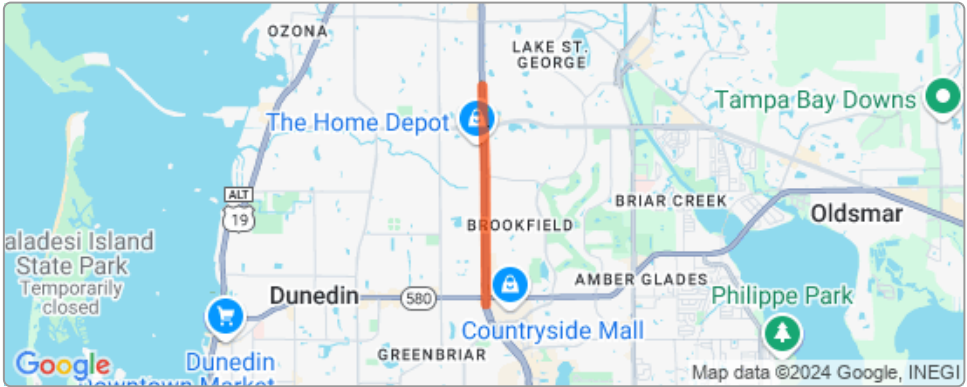 OZONA
LAKE ST.
GEORGE
Tampa Bay Downs
The Home Depot
ALT
19
BRIAR CREEK
Oldsmar
BROOKFIELD
aladesi Island
State Park
Temporarily
closed
AMBER GLADES
Dunedin
580
Philippe Park
Countryside Mall
GREENBRIAR
Dunedin
Downtown Market
Google
Map data ©2024 Google, INEGI